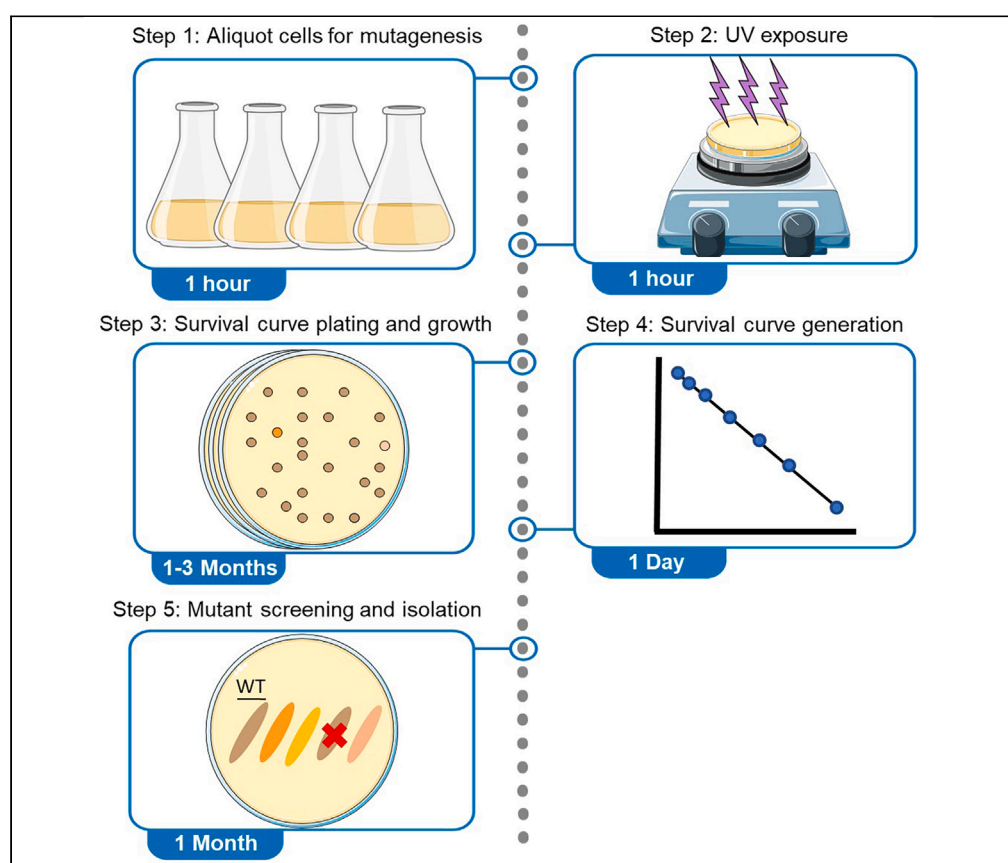 Step 1: Aliquot cells for mutagenesis
1 hour
Step 2: UV exposure
1 hour
Step 3: Survival curve plating and growth
1-3 Months
Step 4: Survival curve generation
1 Day
Step 5: Mutant screening and isolation
WT
1 Month